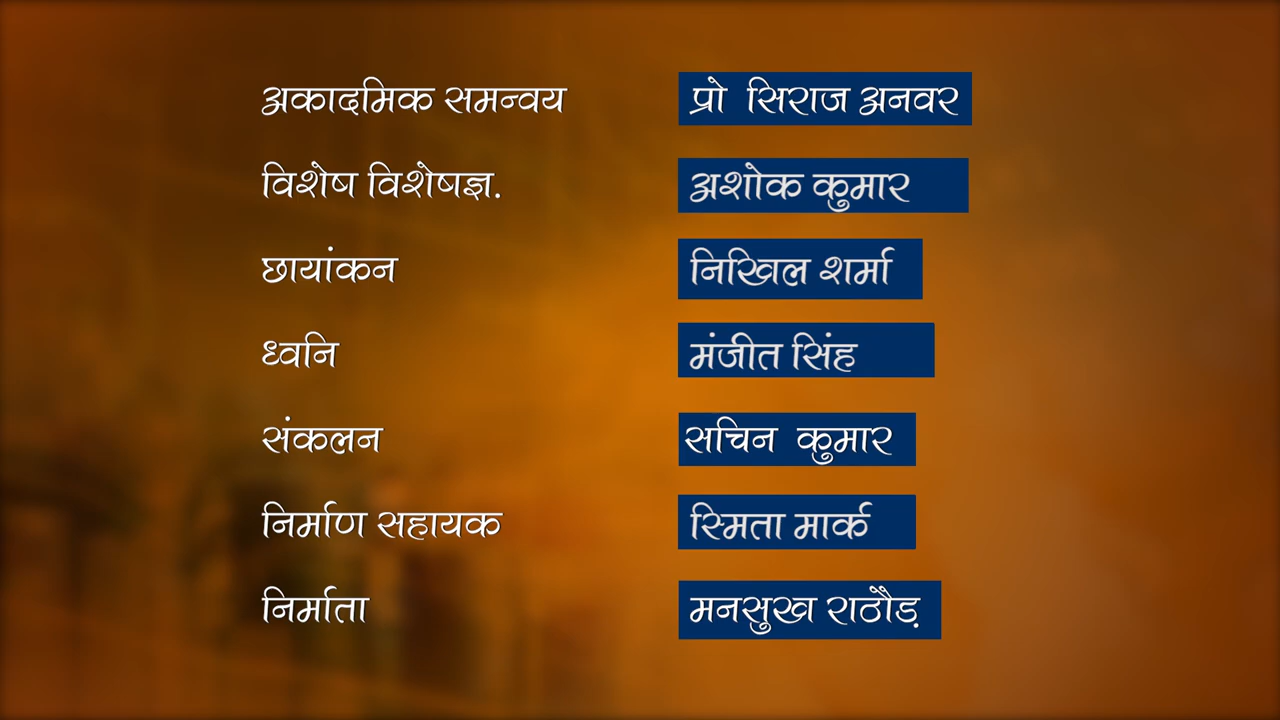 अकादमिक समन्वय प्रो सिराज अनवर
विशेष विशेषज्ञ. अशोक कुमार
छायांकन निखिल शर्मा
ध्वनि मंजीत सिंह
संकलन सचिन कुमार
निर्माण सहायक स्मिता मार्क
निर्माता मनसुख राठौड़